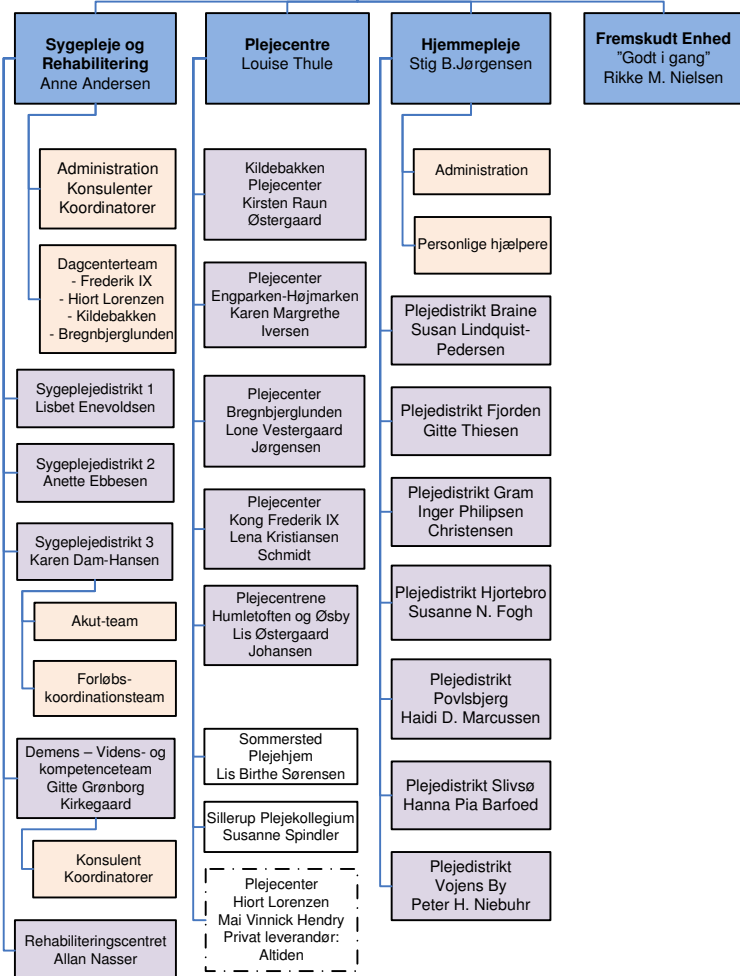 Sygepleje og
Rehabilitering
Anne Andersen
Administration
Konsulenter
Koordinatorer
Dagcenterteam
- Frederik IX
- Hiort Lorenzen
- Kildebakken
- Bregnbjerglunden
Sygeplejedistrikt 1
Lisbet Enevoldsen
Sygeplejedistrikt 2
Anette Ebbesen
Sygeplejedistrikt 3
Karen Dam-Hansen
Akut-team
Forløbs-
koordinationsteam
Demens – Videns- og
kompetenceteam
Gitte Grønborg
Kirkegaard
Konsulent
Koordinatorer
Rehabiliteringscentret
Allan Nasser
Plejecentre
Louise Thule
Kildebakken
Plejecenter
Kirsten Raun
Østergaard
Plejecenter
Engparken-Højmarken
Karen Margrethe
Iversen
Plejecenter
Bregnbjerglunden
Lone Vestergaard
Jørgensen
Plejecenter
Kong Frederik IX
Lena Kristiansen
Schmidt
Plejecentrene
Humletoften og Øsby
Lis Østergaard
Johansen
Sommersted
Plejehjem
Lis Birthe Sørensen
Sillerup Plejekollegium
Susanne Spindler
Plejecenter
Hiort Lorenzen
Mai Vinnick Hendry
Privat leverandør:
Altiden
Hjemmepleje
Stig B.Jørgensen
Administration
Personlige hjælpere
Plejedistrikt Braine
Susan Lindquist-
Pedersen
Plejedistrikt Fjorden
Gitte Thiesen
Plejedistrikt Gram
Inger Philipsen
Christensen
Plejedistrikt Hjortebro
Susanne N. Fogh
Plejedistrikt
Povlsbjerg
Haidi D. Marcussen
Plejedistrikt Slivsø
Hanna Pia Barfoed
Plejedistrikt
Vojens By
Peter H. Niebuhr
Fremskudt Enhed
"Godt i gang"
Rikke M. Nielsen